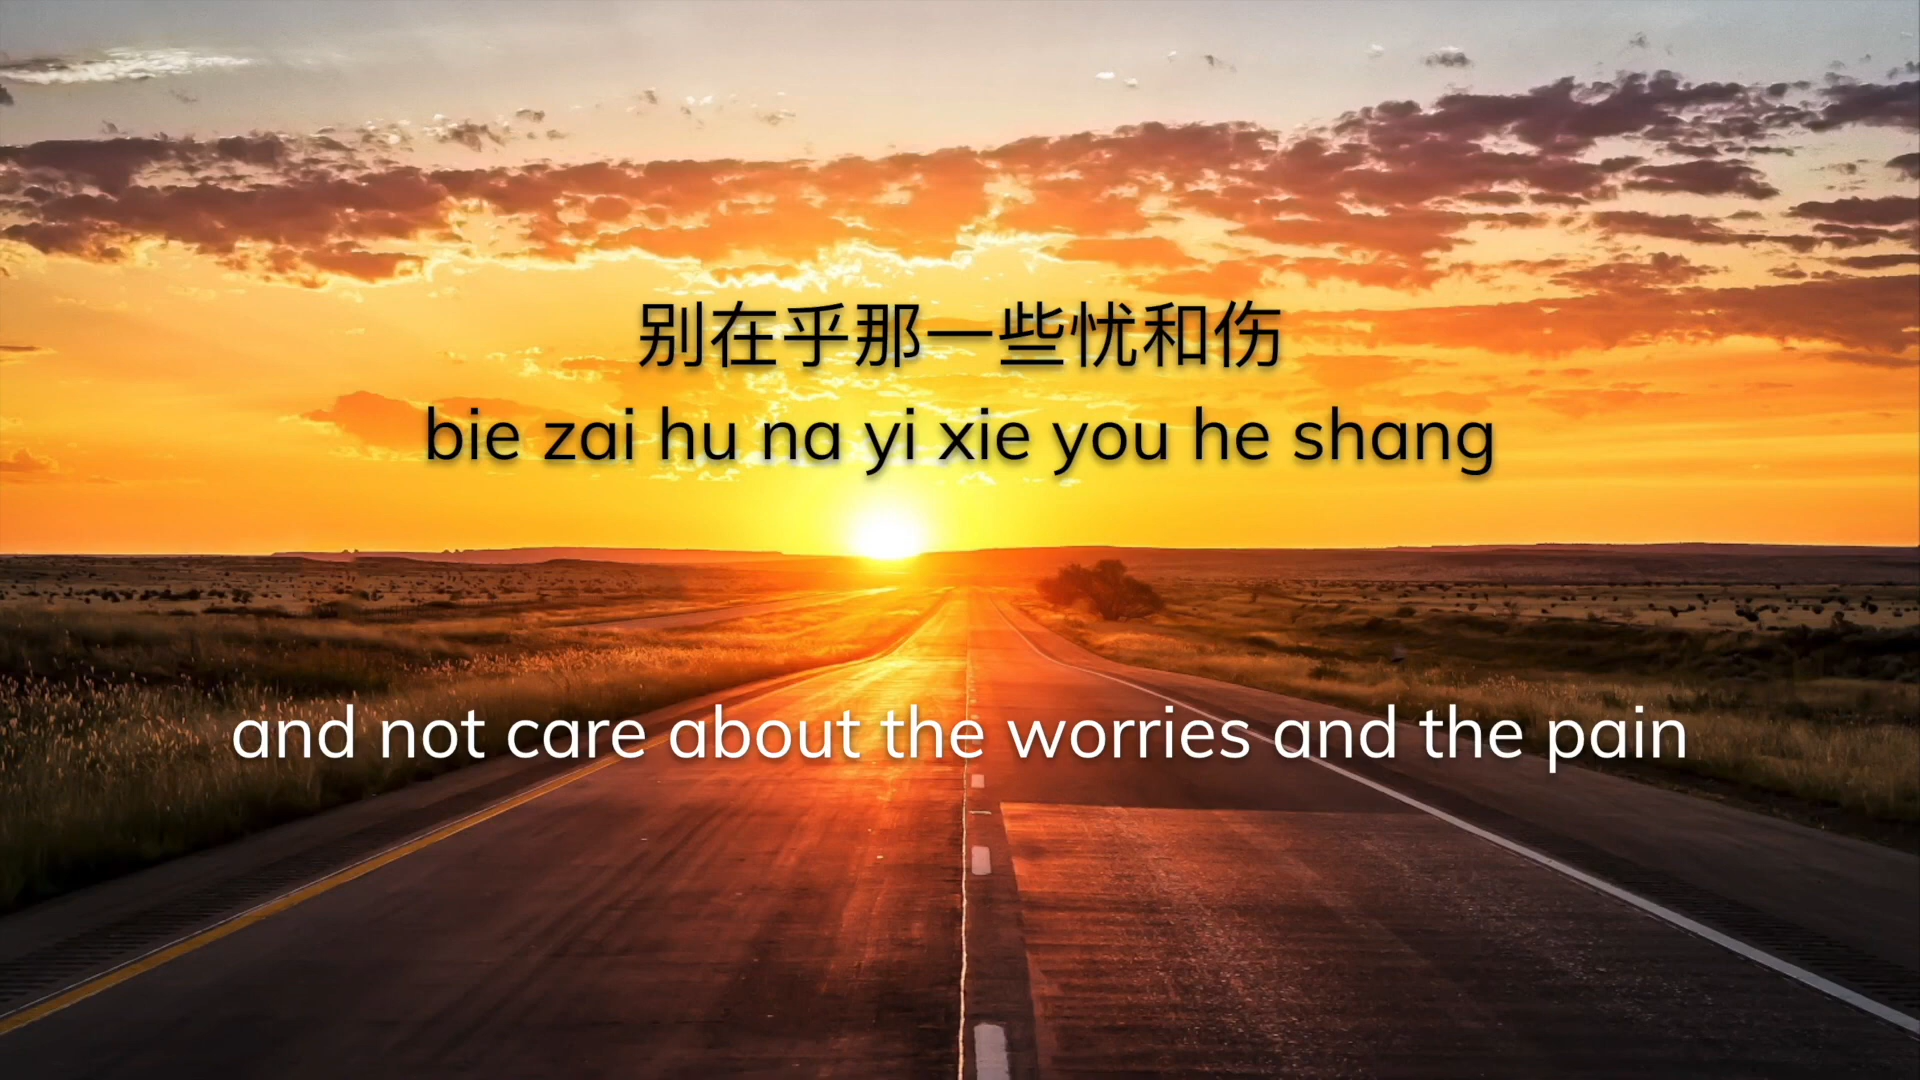 别在乎那一些忧和伤
bie zai hu na yi xie you he shang
and not care about the worries and the pain